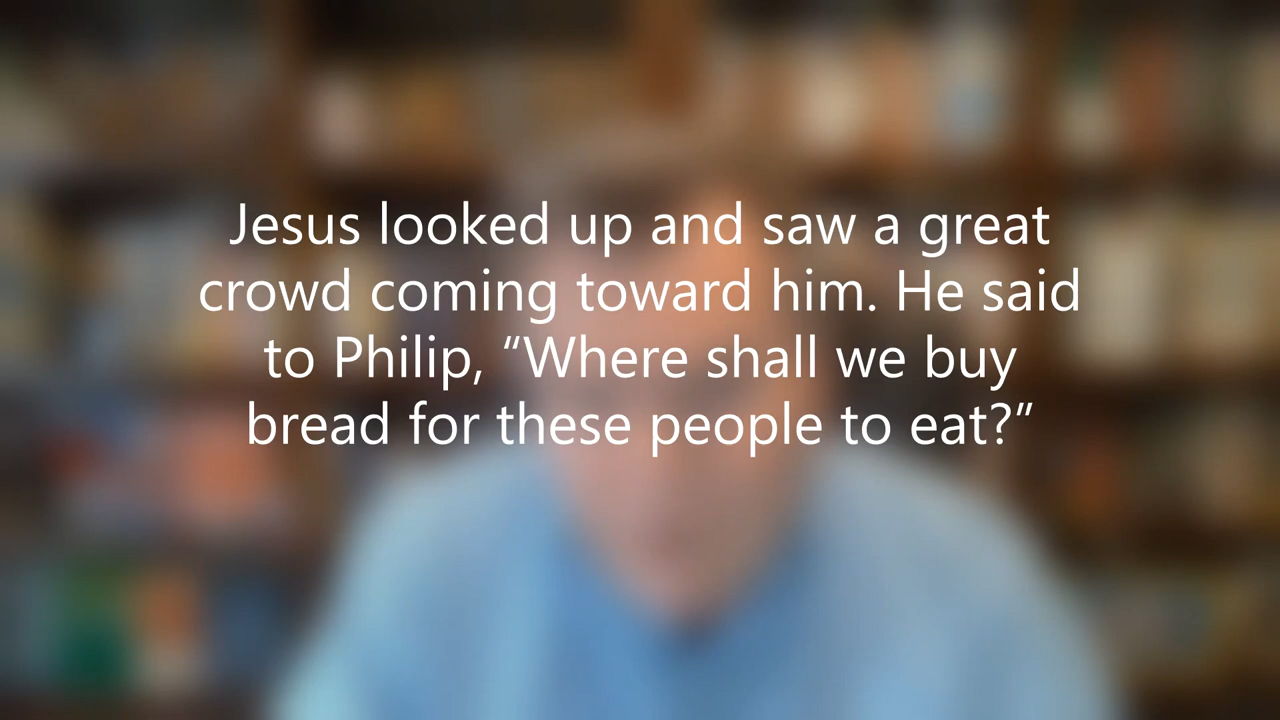 Jesus looked up and saw a great
crowd coming toward him. He said
to Philip, “Where shall we buy
bread for these people to eat?”